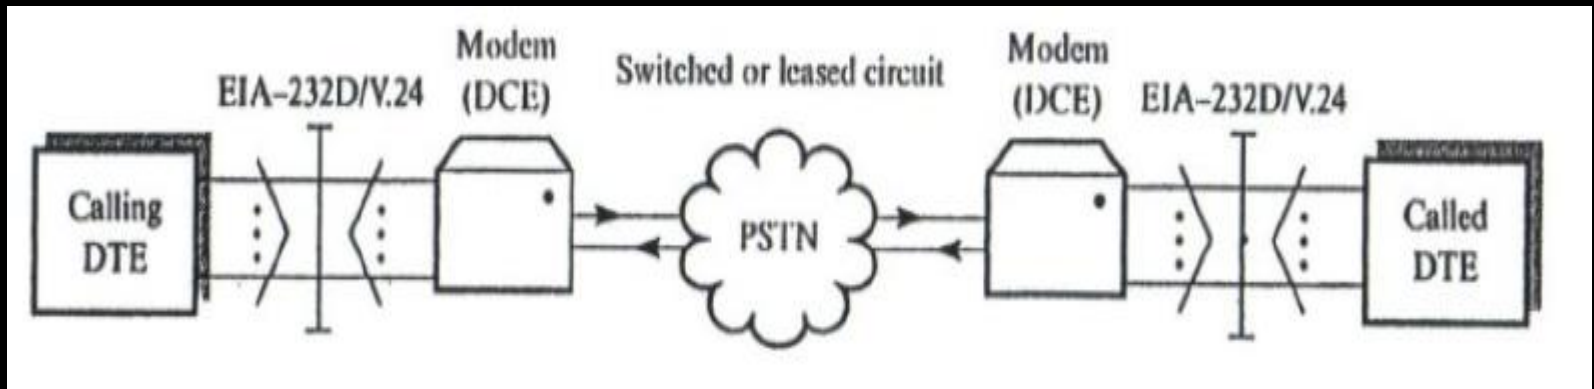 Modem
(DCE)
Switched or leased circuit
Modem
(DCE)
EIA-232D/V.24
EIA-232D/V.24
Calling
DTE
PSTN
Called
DTE